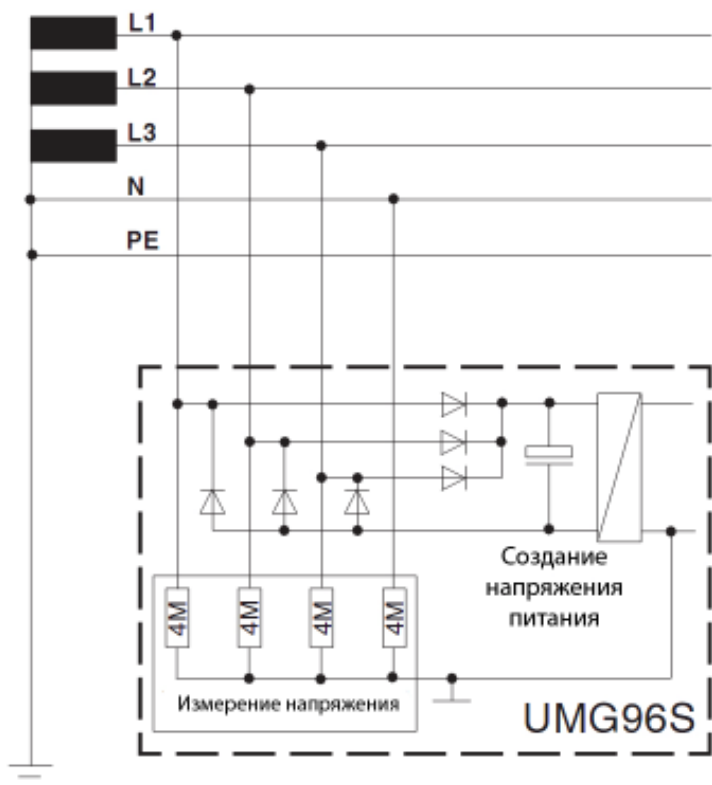 L1
L2
L3
N
PE
Создание
напряжения
питания
4M
4M
4M
4M
Измерение напряжения
UMG96S